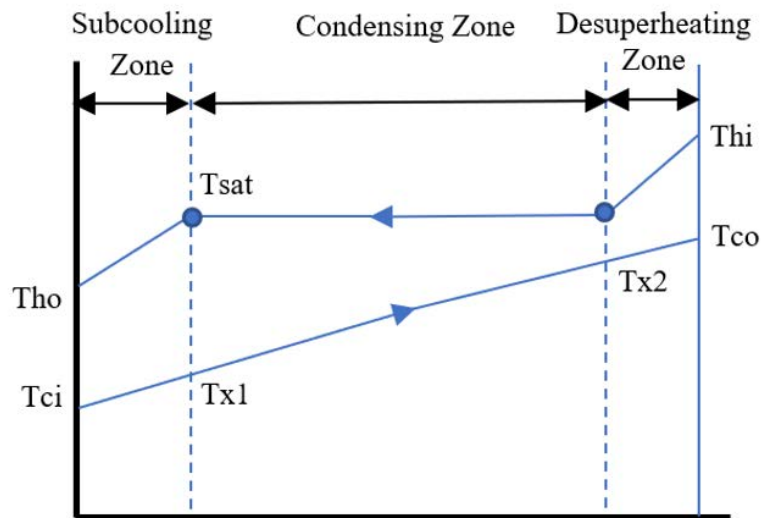 Subcooling
Zone
Condensing Zone
Desuperheating
Zone
Thi
Tsat
Tco
Tho
Tx2
Tci
Tx1